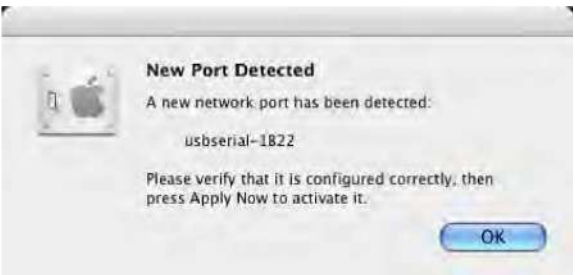 New Port Detected
A new network port has been detected:
usbserial-1B22
Please verify that it is configured correctly, then
press Apply Now to activate it.
OK